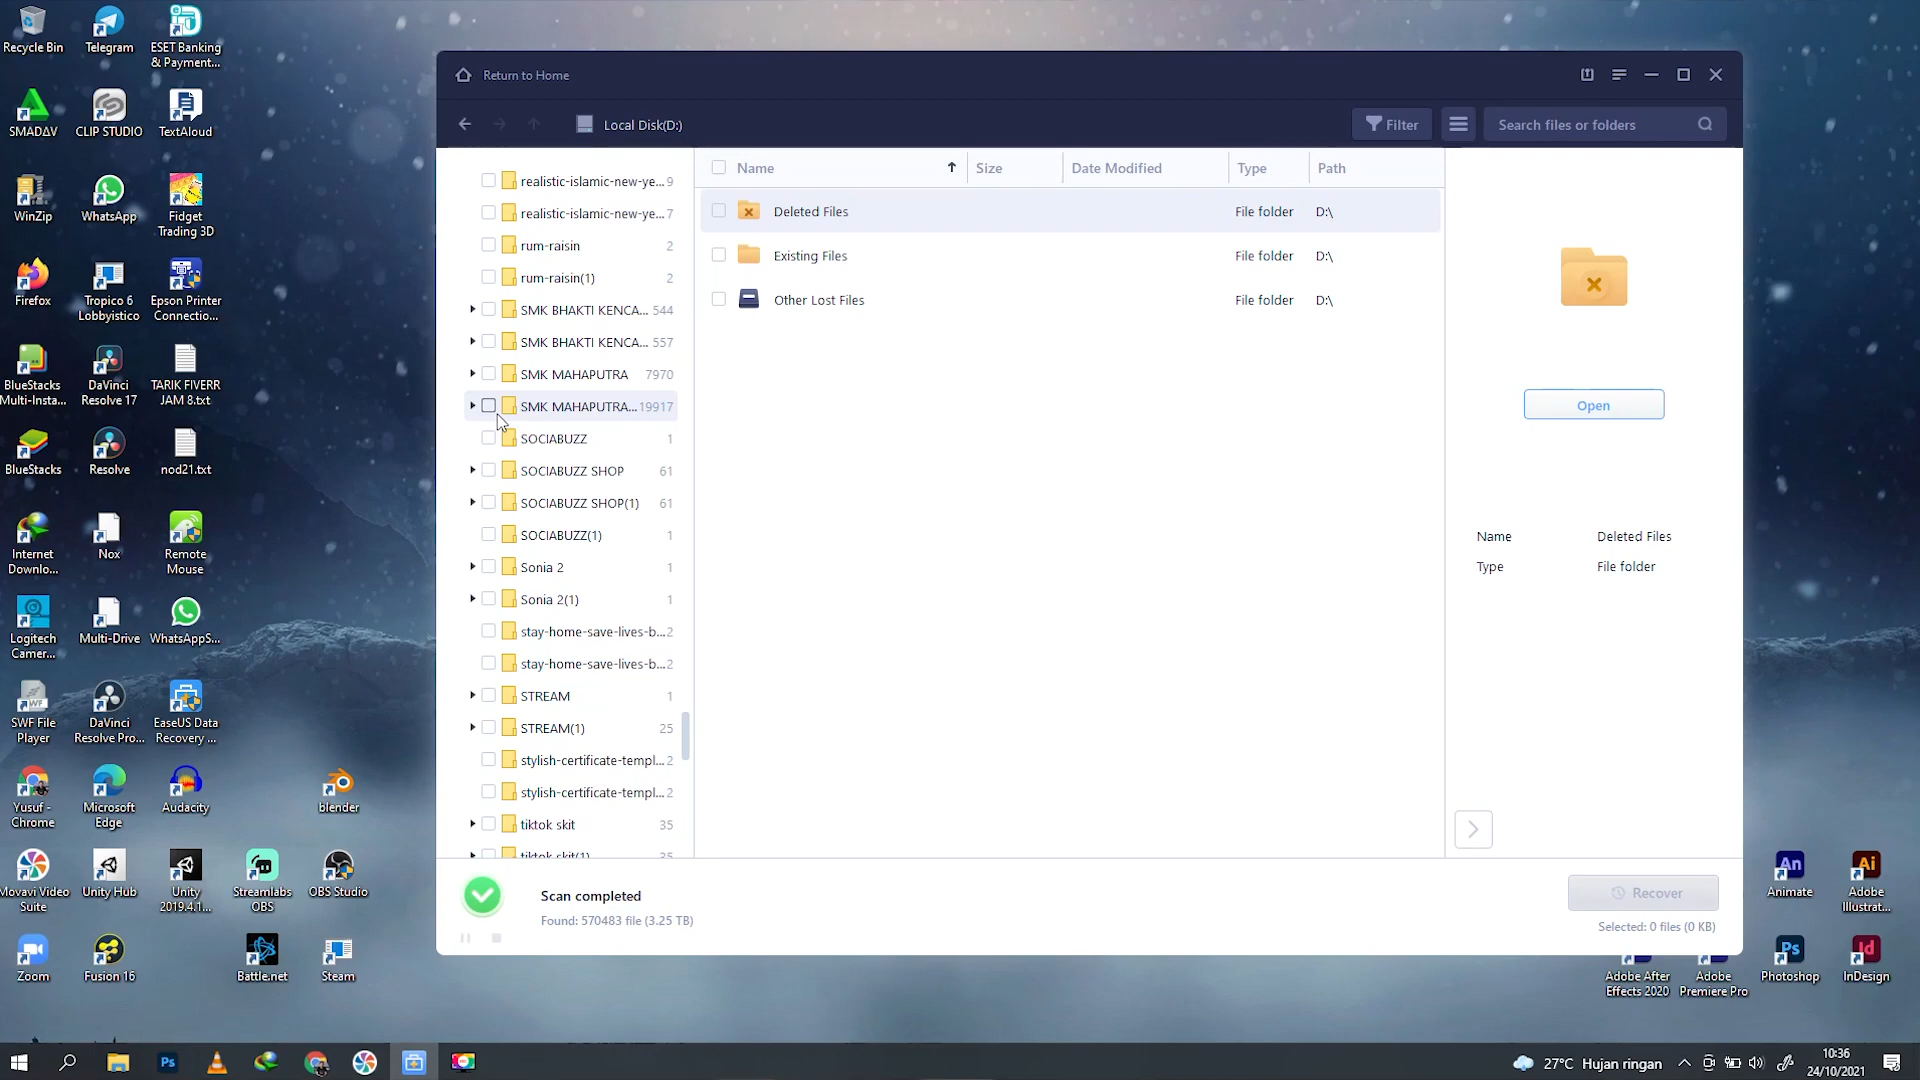 Recycle Bin
Telegram
ESET Banking
& Payment...
SMADΔV
CLIP STUDIO
TextAloud
WinZip
WhatsApp
Fidget
Trading 3D
Firefox
Tropico 6
Lobbyistico
Epson Printer
Connectio...
BlueStacks
Multi-Insta...
DaVinci
Resolve 17
TARIK FIVERR
JAM 8.txt
BlueStacks
Resolve
nod21.txt
Internet
Downlo...
Nox
Remote
Mouse
Logitech
Camer...
Multi-Drive
WhatsAppS...
SWF File
Player
DaVinci
Resolve Pro...
EaseUS Data
Recovery ...
Yusuf -
Chrome
Microsoft
Edge
Audacity
blender
Movavi Video
Suite
Unity Hub
Unity
2019.4.1...
Streamlabs
OBS
OBS Studio
Zoom
Fusion 16
Battle.net
Steam
Return to Home
Local Disk(D:)
Filter
Search files or folders
realistic-islamic-new-ye... 9
realistic-islamic-new-ye... 7
rum-raisin 2
rum-raisin(1) 2
SMK BHAKTI KENCA... 544
SMK BHAKTI KENCA... 557
SMK MAHAPUTRA 7970
SMK MAHAPUTRA... 19917
SOCIABUZZ 1
SOCIABUZZ SHOP 61
SOCIABUZZ SHOP(1) 61
SOCIABUZZ(1) 1
Sonia 2 1
Sonia 2(1) 1
stay-home-save-lives-b... 2
stay-home-save-lives-b... 2
STREAM 1
STREAM(1) 25
stylish-certificate-templ... 2
stylish-certificate-templ... 2
tiktok skit 35
tiktok skit(1) 35
Name Size Date Modified Type Path
Deleted Files File folder D:\
Existing Files File folder D:\
Other Lost Files File folder D:\
Open
Name Deleted Files
Type File folder
Scan completed
Found: 570483 file (3.25 TB)
Recover
Selected: 0 files (0 KB)
An
Animate
Ai
Adobe
Illustrat...
Adobe After
Effects 2020
Adobe
Premiere Pro
Ps
Photoshop
Id
InDesign
Ps
27°C Hujan ringan
10:36
24/10/2021